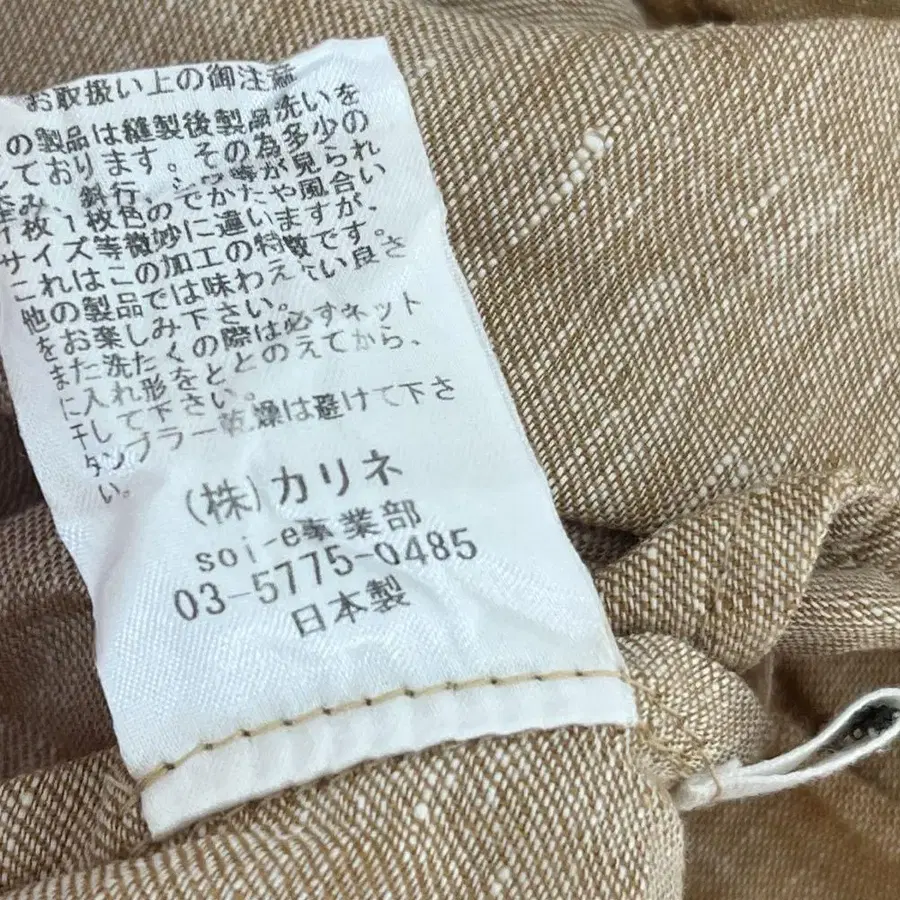 お取扱い上の御注意
の製品は縫製後製品洗いを
しております。その為多少の
歪み、斜行、シワ等が見られ
1枚1枚色のでかたや風合い
サイズ等微妙に違いますが、
これはこの加工の特徴です。
他の製品では味わえない良さ
をお楽しみ下さい。
また洗たくの際は必ずネット
に入れ形をととのえてから、
干して下さい。
タンブラー乾燥は避けて下さ
い。
(株)カリネ
soi-e事業部
03-5775-0485
日本製